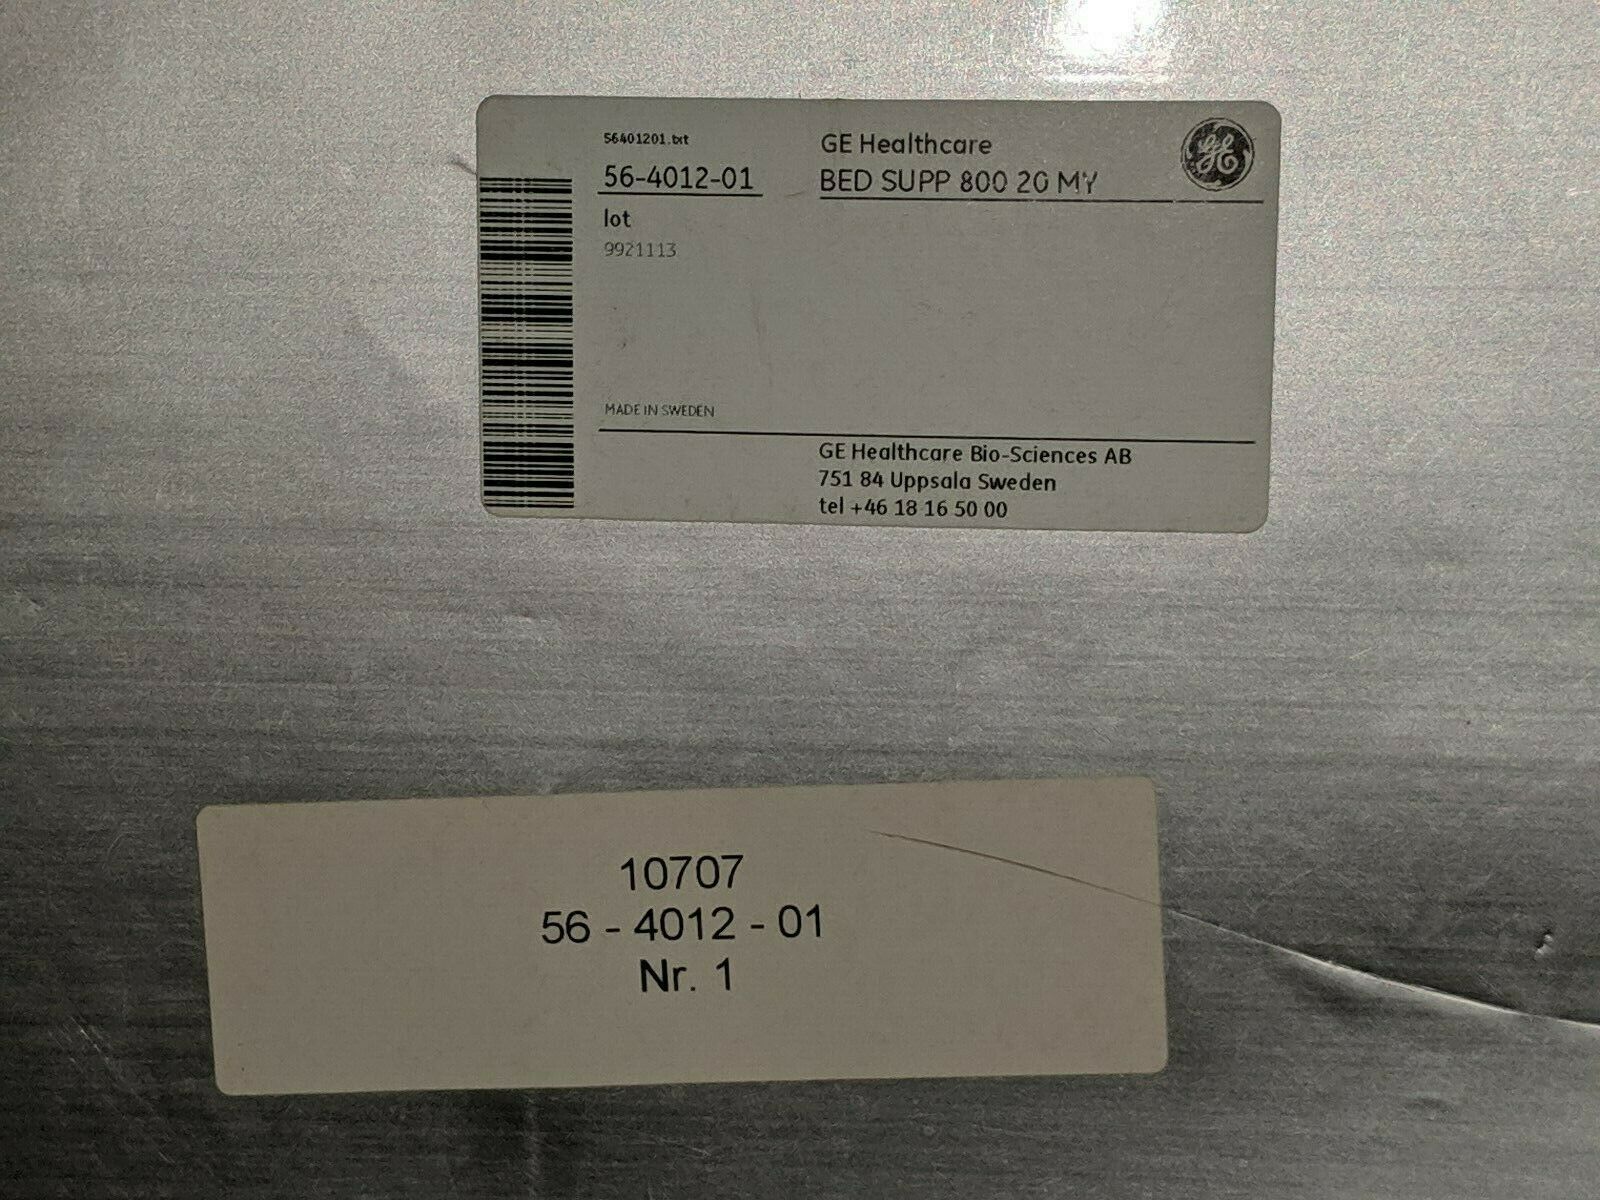 56401201.txt
56-4012-01
lot
9921113
GE Healthcare
BED SUPP 800 20 MY
GE
MADE IN SWEDEN
GE Healthcare Bio-Sciences AB
751 84 Uppsala Sweden
tel +46 18 16 50 00
10707
56 - 4012 - 01
Nr. 1